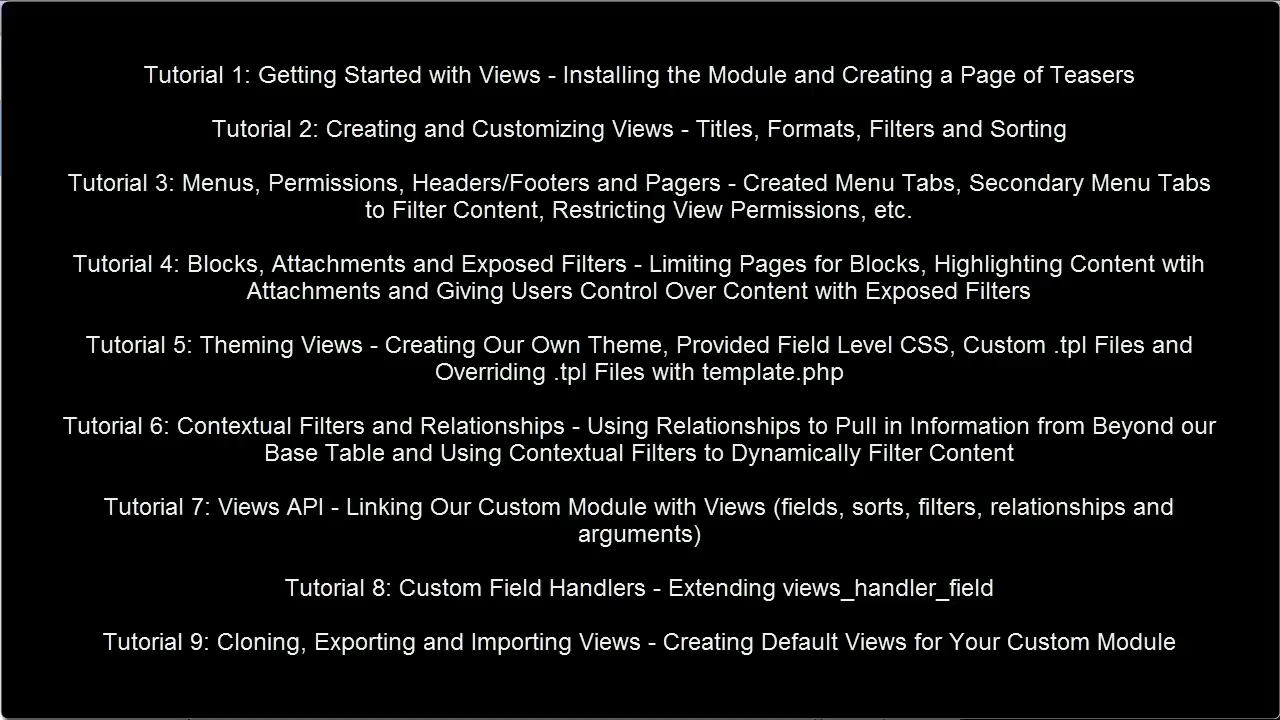 Tutorial 1: Getting Started with Views - Installing the Module and Creating a Page of Teasers
Tutorial 2: Creating and Customizing Views - Titles, Formats, Filters and Sorting
Tutorial 3: Menus, Permissions, Headers/Footers and Pagers - Created Menu Tabs, Secondary Menu Tabs
to Filter Content, Restricting View Permissions, etc.
Tutorial 4: Blocks, Attachments and Exposed Filters - Limiting Pages for Blocks, Highlighting Content wtih
Attachments and Giving Users Control Over Content with Exposed Filters
Tutorial 5: Theming Views - Creating Our Own Theme, Provided Field Level CSS, Custom .tpl Files and
Overriding .tpl Files with template.php
Tutorial 6: Contextual Filters and Relationships - Using Relationships to Pull in Information from Beyond our
Base Table and Using Contextual Filters to Dynamically Filter Content
Tutorial 7: Views API - Linking Our Custom Module with Views (fields, sorts, filters, relationships and
arguments)
Tutorial 8: Custom Field Handlers - Extending views_handler_field
Tutorial 9: Cloning, Exporting and Importing Views - Creating Default Views for Your Custom Module